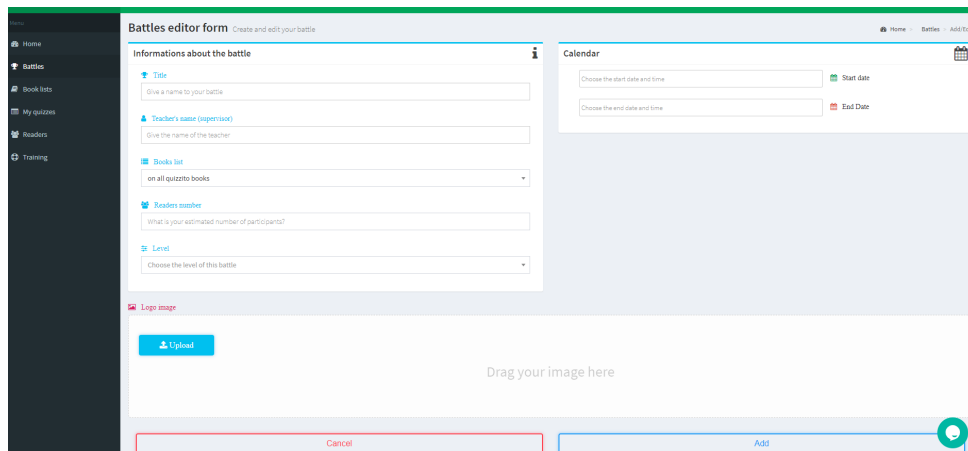 Menu
Home
Battles
Book lists
My quizzes
Readers
Training
Battles editor form Create and edit your battle
Home > Battles > Add/Ec
Informations about the battle
Title
Give a name to your battle
Teacher's name (supervisor)
Give the name of the teacher
Books list
on all quizzito books
Readers number
What is your estimated number of participants?
Level
Choose the level of this battle
Calendar
Choose the start date and time
Start date
Choose the end date and time
End Date
Logo image
Upload
Drag your image here
Cancel
Add